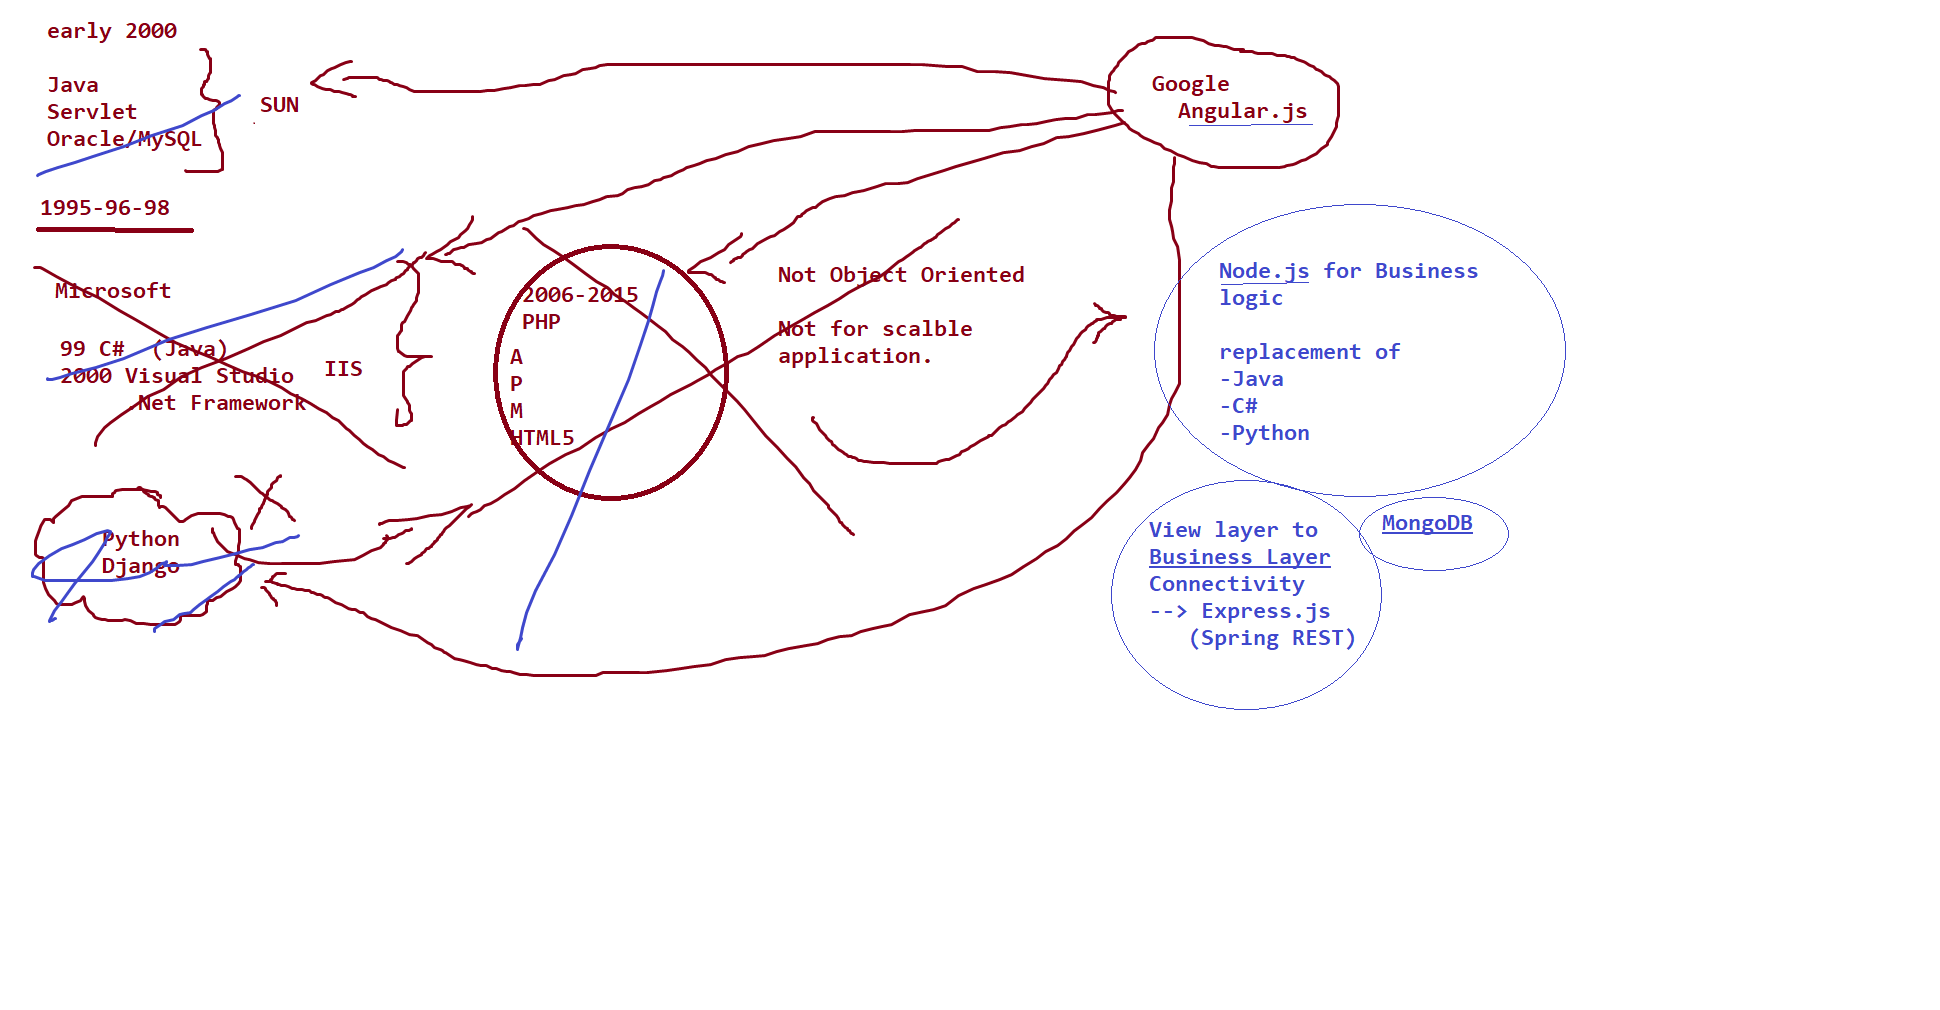 early 2000
Java
Servlet
Oracle/MySQL
SUN
1995-96-98
Microsoft
99 C#  (Java)
2000 Visual Studio
.Net Framework
IIS
Python
Django
2006-2015
PHP
A
P
M
HTML5
Not Object Oriented
Not for scalble
application.
Google
Angular.js
Node.js for Business
logic
replacement of
-Java
-C#
-Python
View layer to
Business Layer
Connectivity
--> Express.js
(Spring REST)
MongoDB